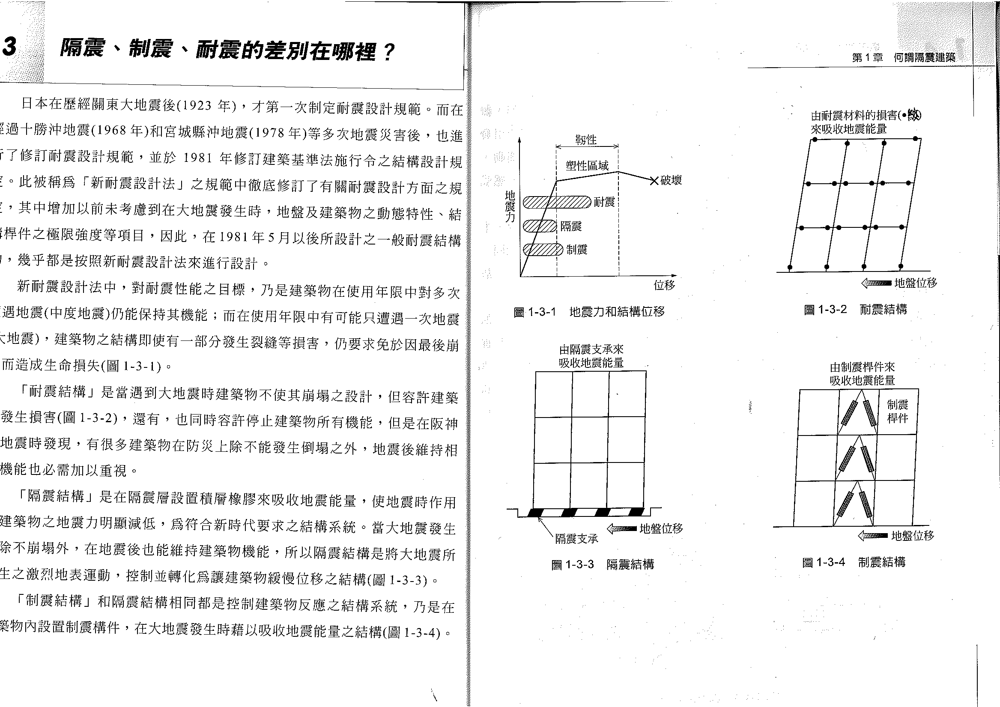 3 隔震、制震、耐震的差別在哪裡？
日本在歷經關東大地震後(1923 年)，才第一次制定耐震設計規範。而在
經過十勝沖地震(1968 年)和宮城縣沖地震(1978 年)等多次地震災害後，也進
行了修訂耐震設計規範，並於 1981 年修訂建築基準法施行令之結構設計規
定。此被稱爲「新耐震設計法」之規範中徹底修訂了有關耐震設計方面之規
定，其中增加以前未考慮到在大地震發生時，地盤及建築物之動態特性、結
構桿件之極限強度等項目，因此，在 1981 年 5 月以後所設計之一般耐震結構
，幾乎都是按照新耐震設計法來進行設計。
新耐震設計法中，對耐震性能之目標，乃是建築物在使用年限中對多次
遇地震(中度地震)仍能保持其機能；而在使用年限中有可能只遭遇一次地震
大地震)，建築物之結構即使有一部分發生裂縫等損害，仍要求免於因最後崩
而造成生命損失(圖 1-3-1)。
「耐震結構」是當遇到大地震時建築物不使其崩塌之設計，但容許建築
發生損害(圖 1-3-2)，還有，也同時容許停止建築物所有機能，但是在阪神
地震時發現，有很多建築物在防災上除不能發生倒塌之外，地震後維持相
機能也必需加以重視。
「隔震結構」是在隔震層設置積層橡膠來吸收地震能量，使地震時作用
建築物之地震力明顯減低，爲符合新時代要求之結構系統。當大地震發生
除不崩塌外，在地震後也能維持建築物機能，所以隔震結構是將大地震所
生之激烈地表運動，控制並轉化爲讓建築物緩慢位移之結構(圖 1-3-3)。
「制震結構」和隔震結構相同都是控制建築物反應之結構系統，乃是在
築物內設置制震構件，在大地震發生時藉以吸收地震能量之結構(圖 1-3-4)。
第 1 章 何謂隔震建築
韌性
塑性區域
破壞
地震力
耐震
隔震
制震
位移
圖 1-3-1 地震力和結構位移
由耐震材料的損害(•)
來吸收地震能量
地盤位移
圖 1-3-2 耐震結構
由隔震支承來
吸收地震能量
地盤位移
隔震支承
圖 1-3-3 隔震結構
由制震桿件來
吸收地震能量
制震
桿件
地盤位移
圖 1-3-4 制震結構